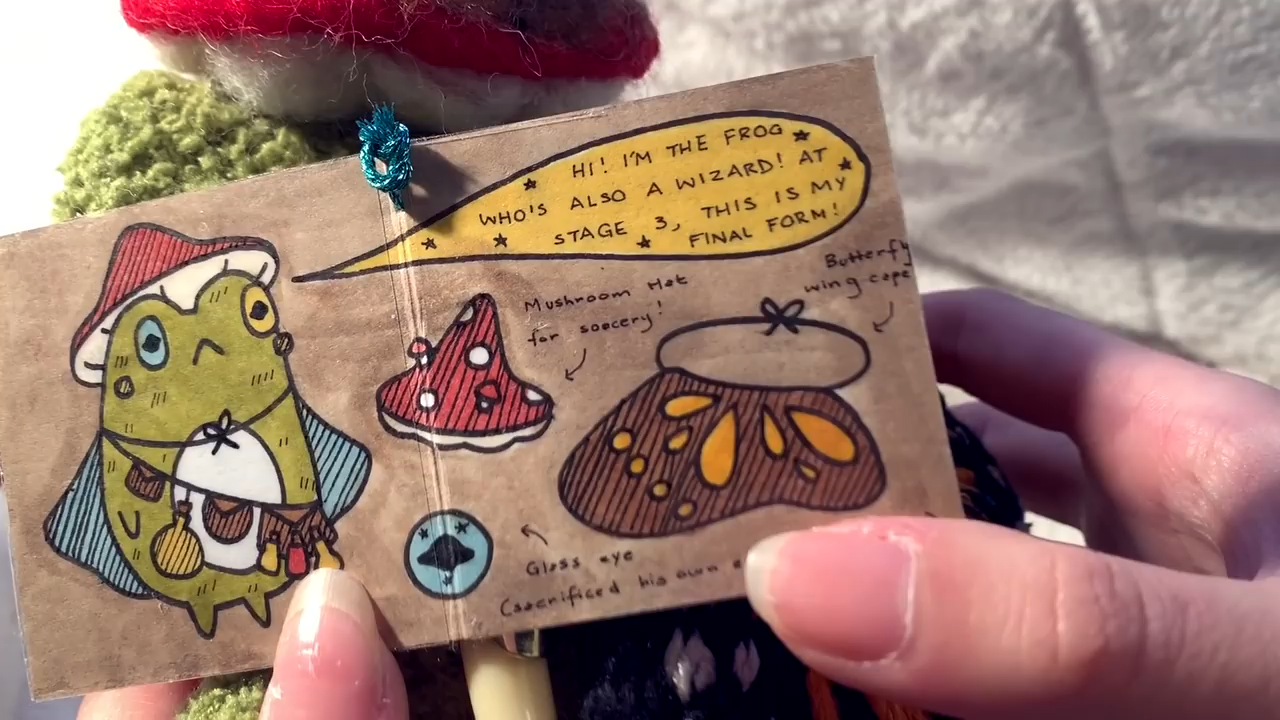 HI! I'M THE FROG
WHO'S ALSO A WIZARD! AT
STAGE 3, THIS IS MY
FINAL FORM!
Mushroom Hat
for soocery!
Butterfly
wing cape
Glass eye
(sacrificed his own